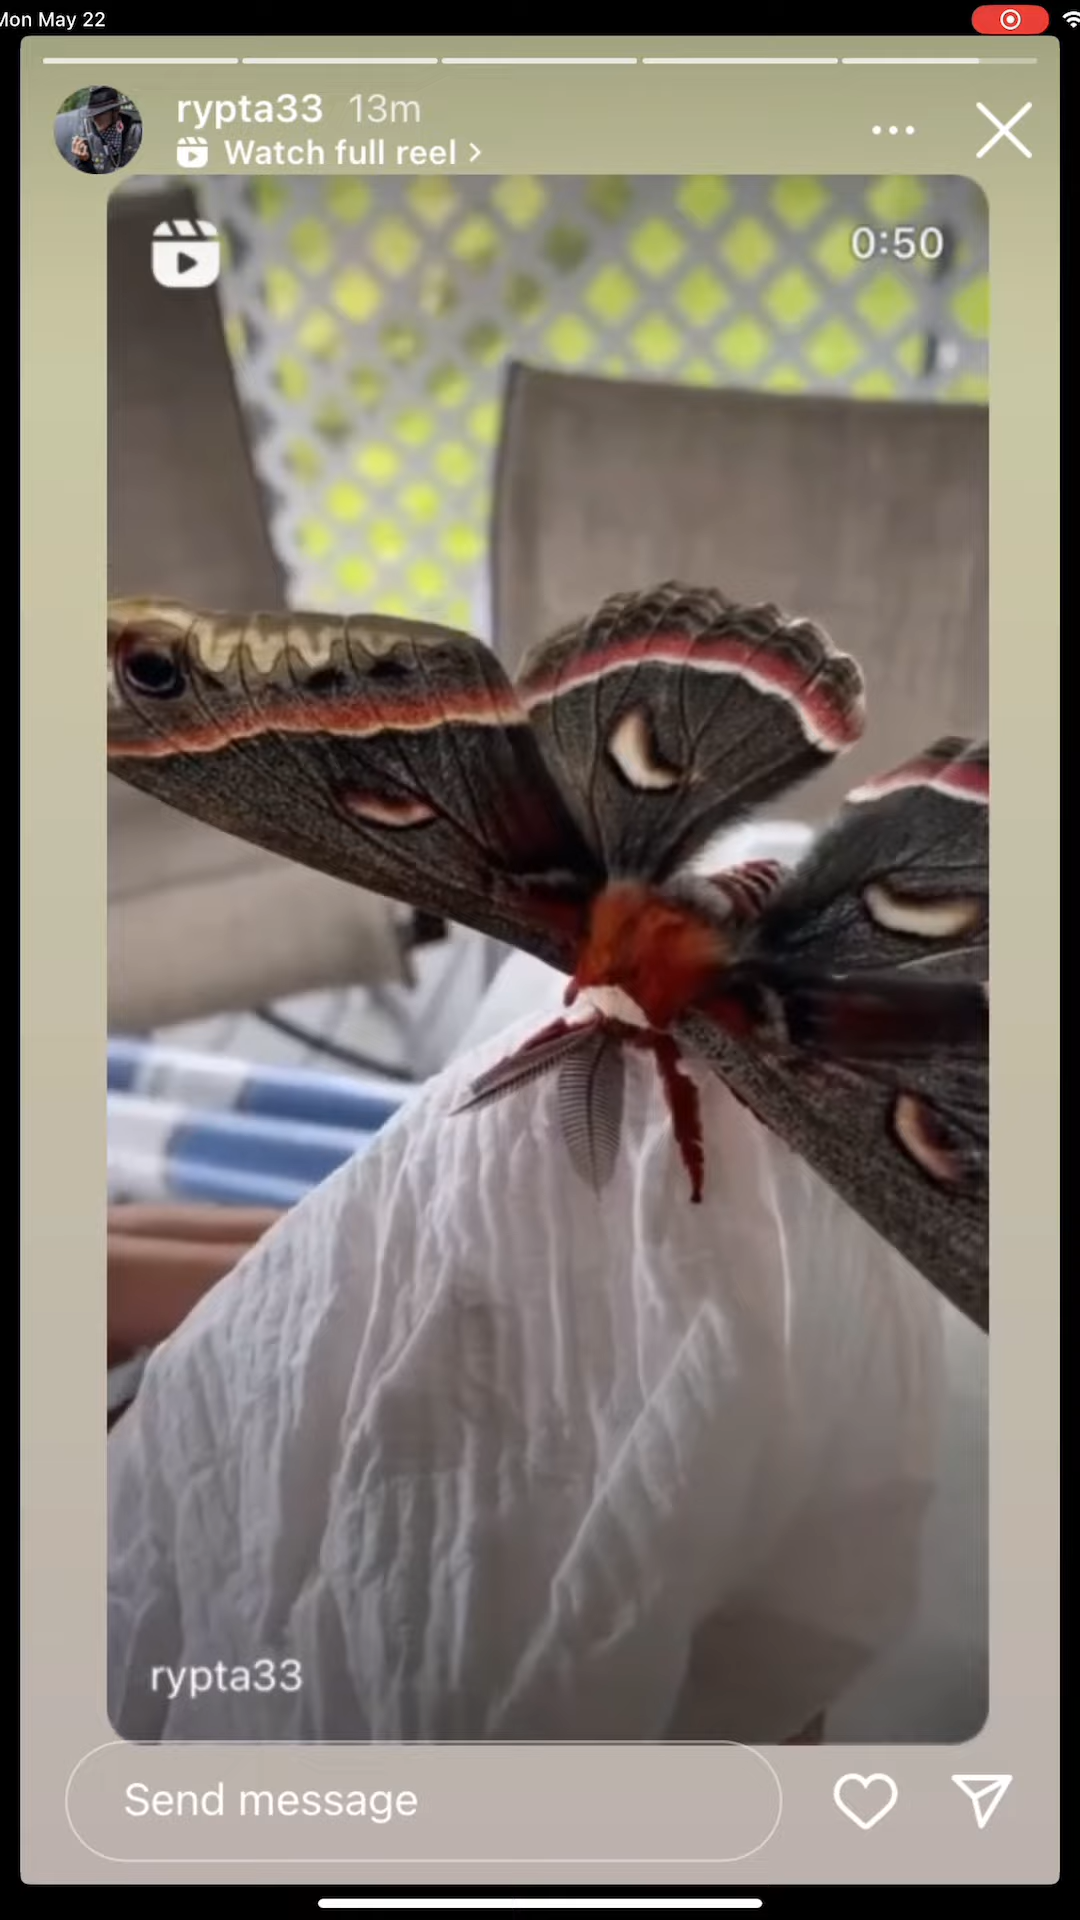 Mon May 22
rypta33 13m
Watch full reel >
0:50
rypta33
Send message